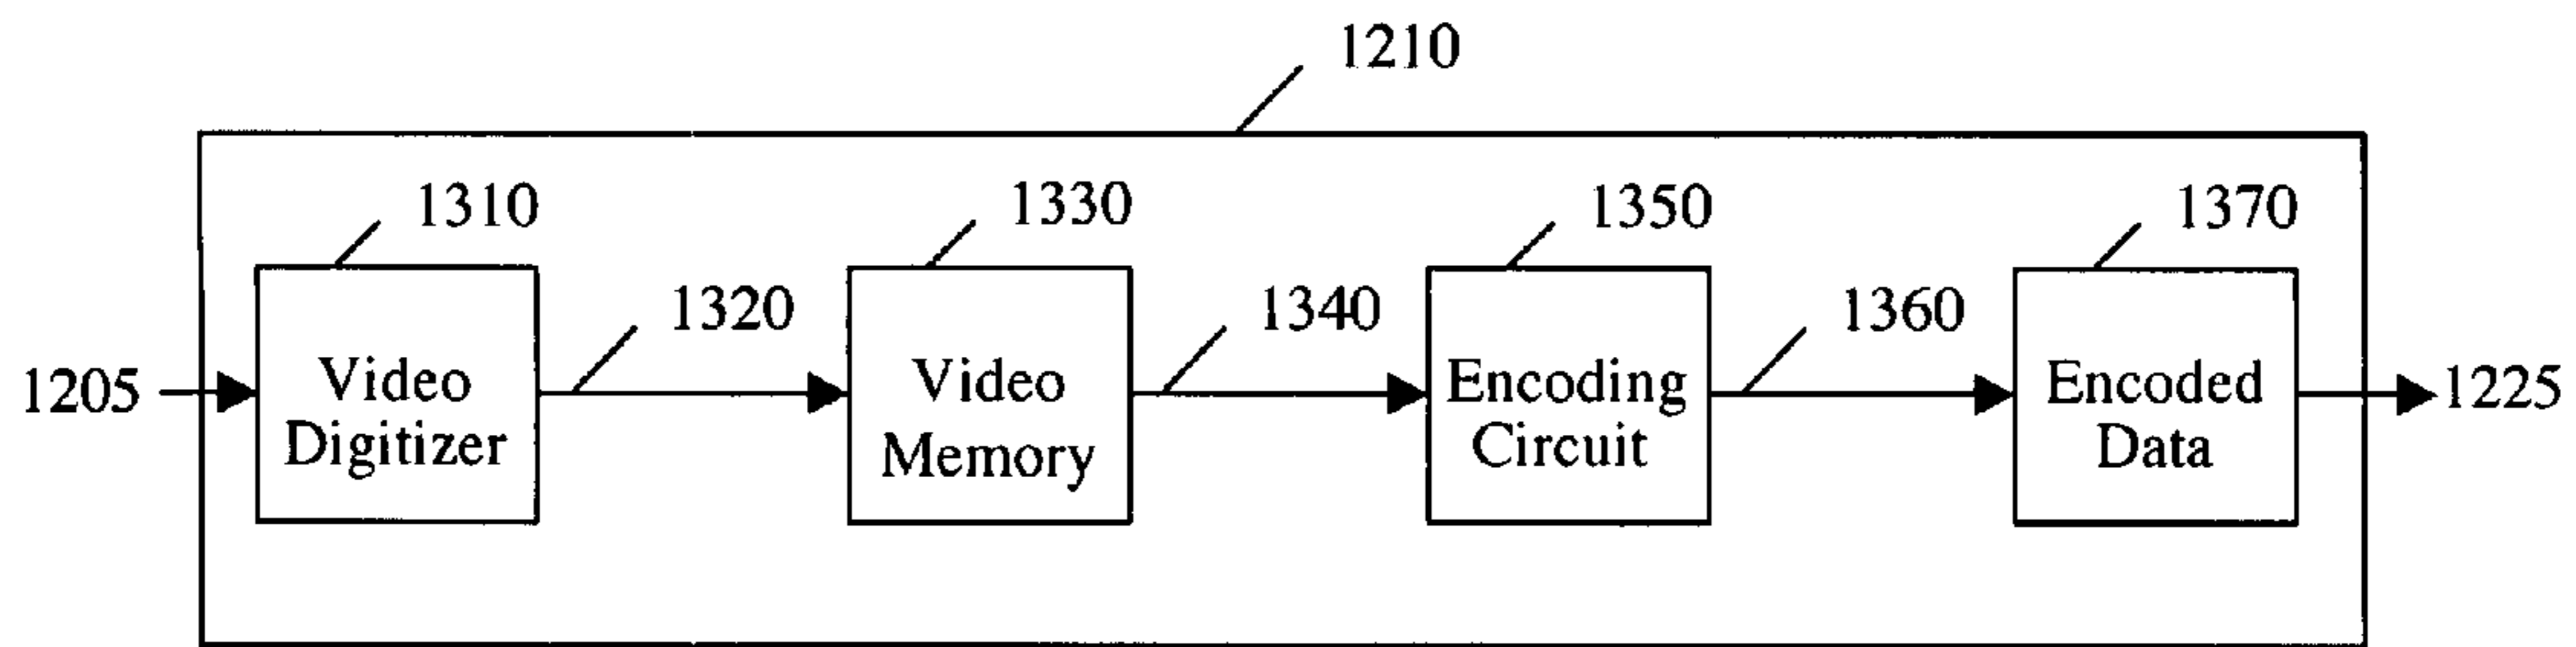 1210
1310
1330
1350
1370
1320
1340
1360
1205
Video
Digitizer
Video
Memory
Encoding
Circuit
Encoded
Data
1225